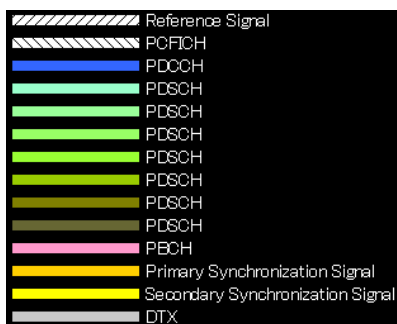 Reference Signal
PCFICH
PDCCH
PDSCH
PDSCH
PDSCH
PDSCH
PDSCH
PDSCH
PDSCH
PBCH
Primary Synchronization Signal
Secondary Synchronization Signal
DTX